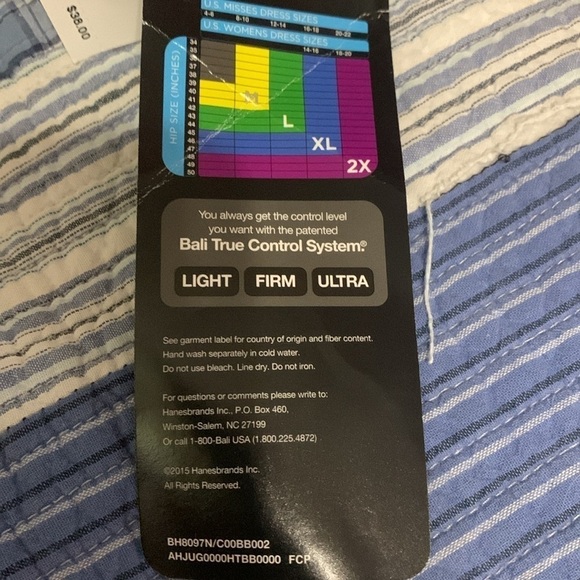 $38.00
U.S. MISSES DRESS SIZES
4-6 8-10 12-14 16-18 20-22
U.S. WOMENS DRESS SIZES
14-16 18-20
HIP SIZE (INCHES)
34
35
36
37
38
39
40
41
42
43
44
45
46
47
48
49
50
M
L
XL
2X
You always get the control level
you want with the patented
Bali True Control System®
LIGHT FIRM ULTRA
See garment label for country of origin and fiber content.
Hand wash separately in cold water.
Do not use bleach. Line dry. Do not iron.
For questions or comments please write to:
Hanesbrands Inc., P.O. Box 460,
Winston-Salem, NC 27199
Or call 1-800-Bali USA (1.800.225.4872)
©2015 Hanesbrands Inc.
All Rights Reserved.
BH8097N/C00BB002
AHJUG0000HTBB0000 FCP